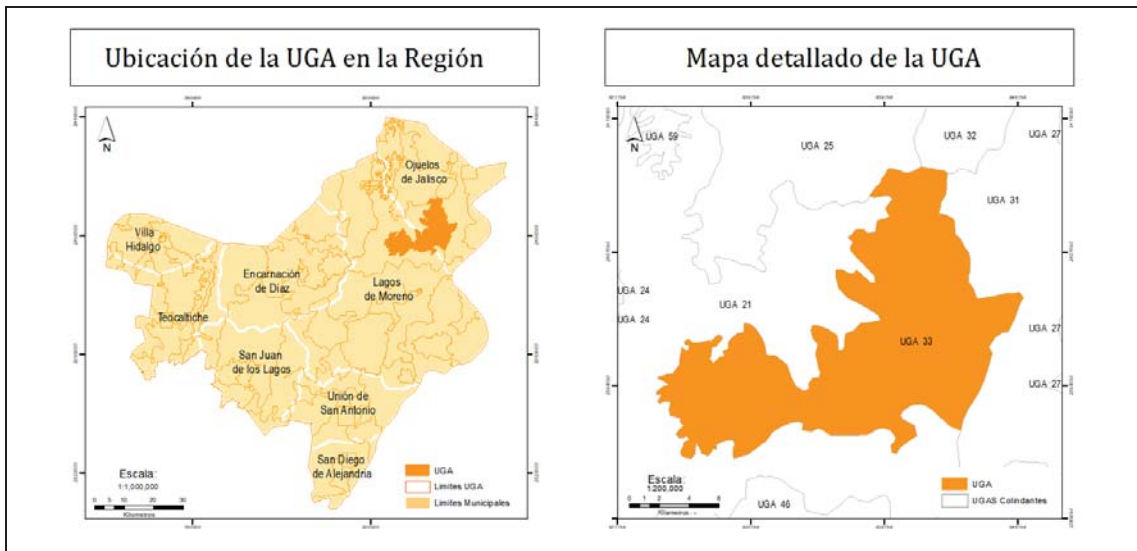 Ubicación de la UGA en la Región
N
Ojuelos
de Jalisco
Villa
Hidalgo
Encarnación
de Díaz
Lagos
de Moreno
Teocaltiche
San Juan
de los Lagos
Unión de
San Antonio
San Diego
de Alejandría
Escala:
1:1,000,000
0 5 10 20 30
Kilometros
UGA
Limites UGA
Limites Municipales
Mapa detallado de la UGA
N
UGA 59
UGA 25
UGA 32
UGA 27
UGA 31
UGA 24
UGA 21
UGA 24
UGA 27
UGA 33
UGA 27
UGA 46
Escala:
1:200,000
0 1 2 4 6
Kilometros
UGA
UGAS Colindantes